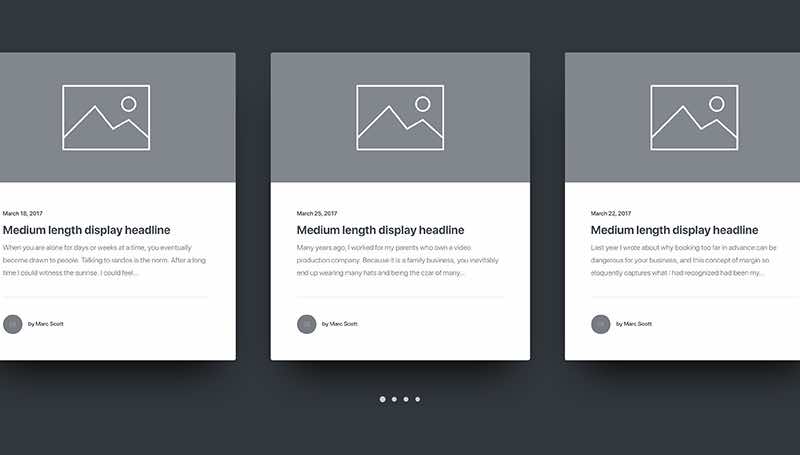 March 18, 2017
Medium length display headline
When you are alone for days or weeks at a time, you eventually
become drawn to people. Talking to randos is the norm. After a long
time I could witness the sunrise. I could feel...
by Marc Scott
March 25, 2017
Medium length display headline
Many years ago, I worked for my parents who own a video
production company. Because it is a family business, you inevitably
end up wearing many hats and being the czar of many...
by Marc Scott
March 22, 2017
Medium length display headline
Last year I wrote about why booking too far in advance can be
dangerous for your business, and this concept of margin so
eloquently captures what I had recognized had been my...
by Marc Scott